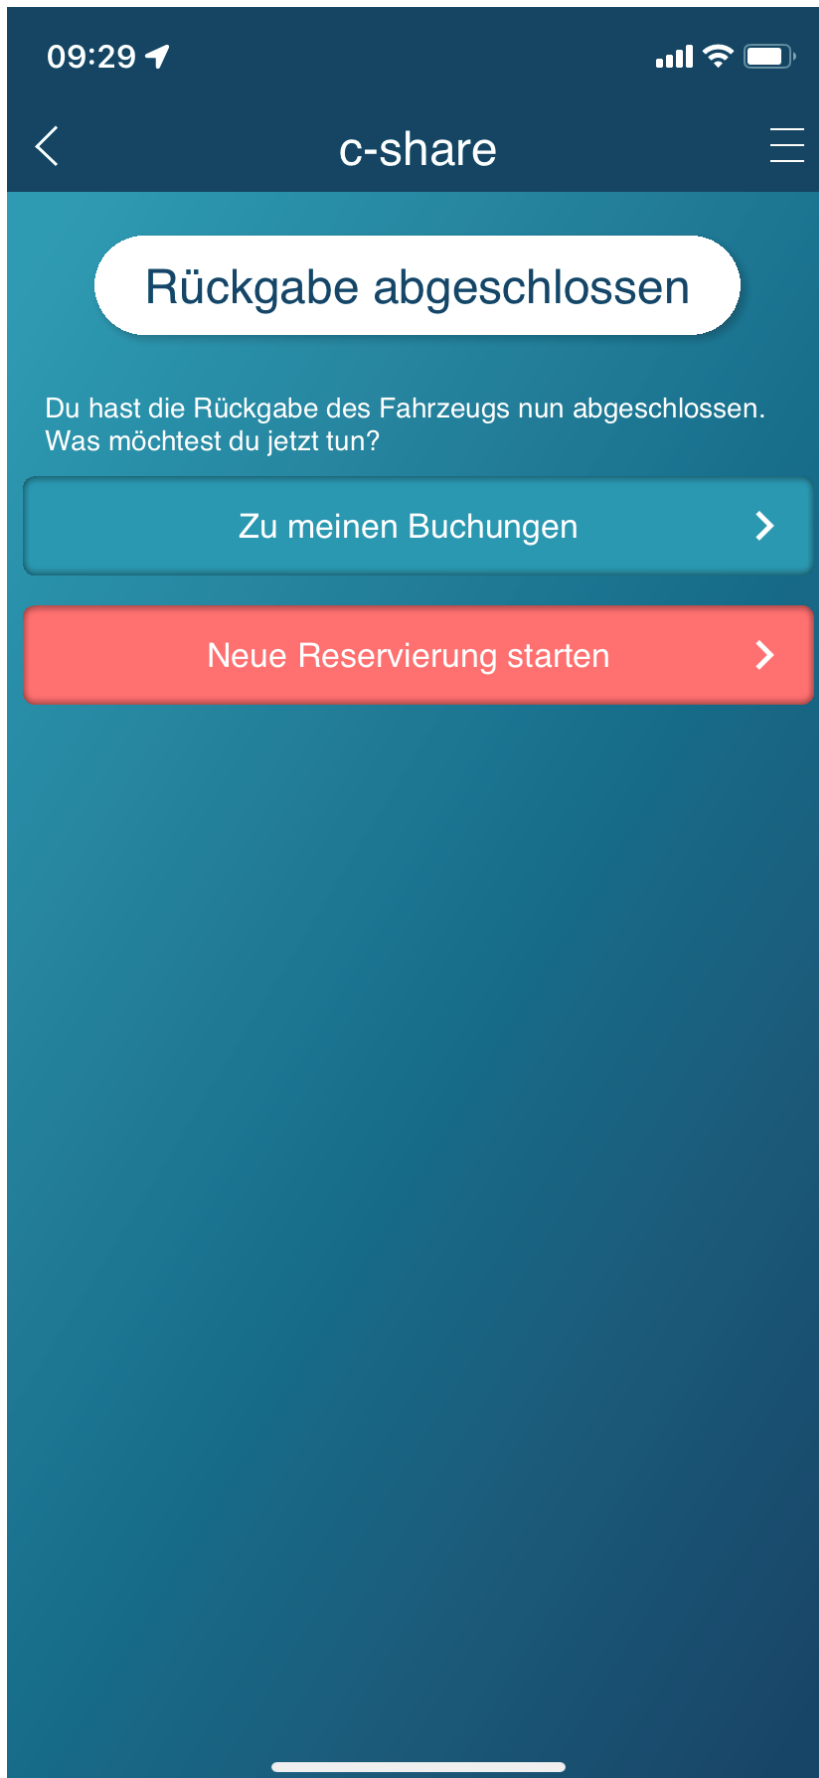 09:29
c-share
Rückgabe abgeschlossen
Du hast die Rückgabe des Fahrzeugs nun abgeschlossen.
Was möchtest du jetzt tun?
Zu meinen Buchungen
Neue Reservierung starten